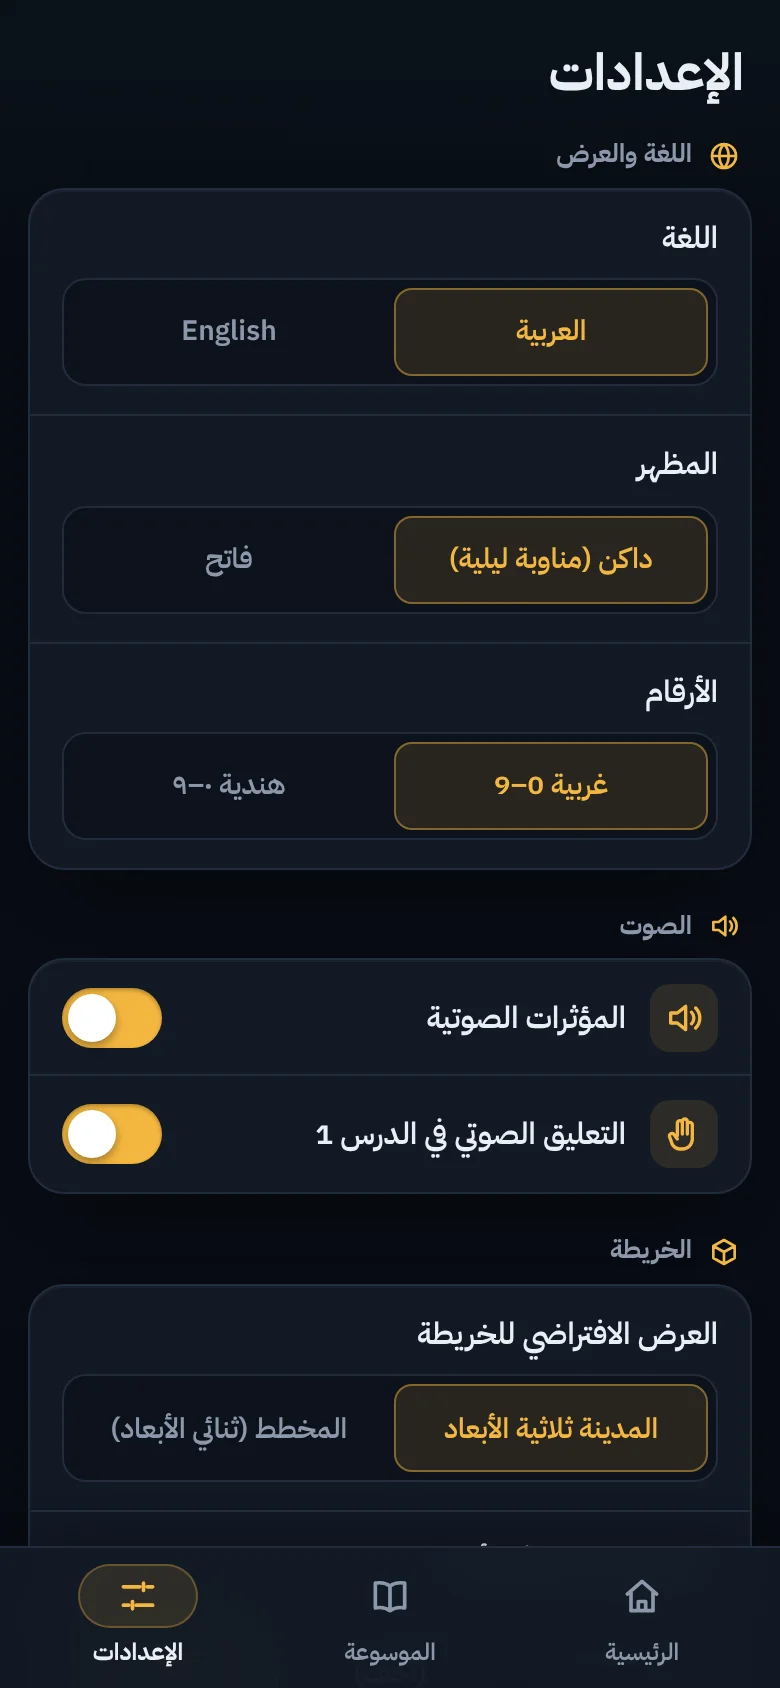 الإعدادات
اللغة والعرض
اللغة
العربية
English
المظهر
داكن (مناوبة ليلية)
فاتح
الأرقام
غربية 0–9
هندية ٠–٩
الصوت
المؤثرات الصوتية
التعليق الصوتي في الدرس 1
الخريطة
العرض الافتراضي للخريطة
المدينة ثلاثية الأبعاد
المخطط (ثنائي الأبعاد)
الرئيسية
الموسوعة
الإعدادات